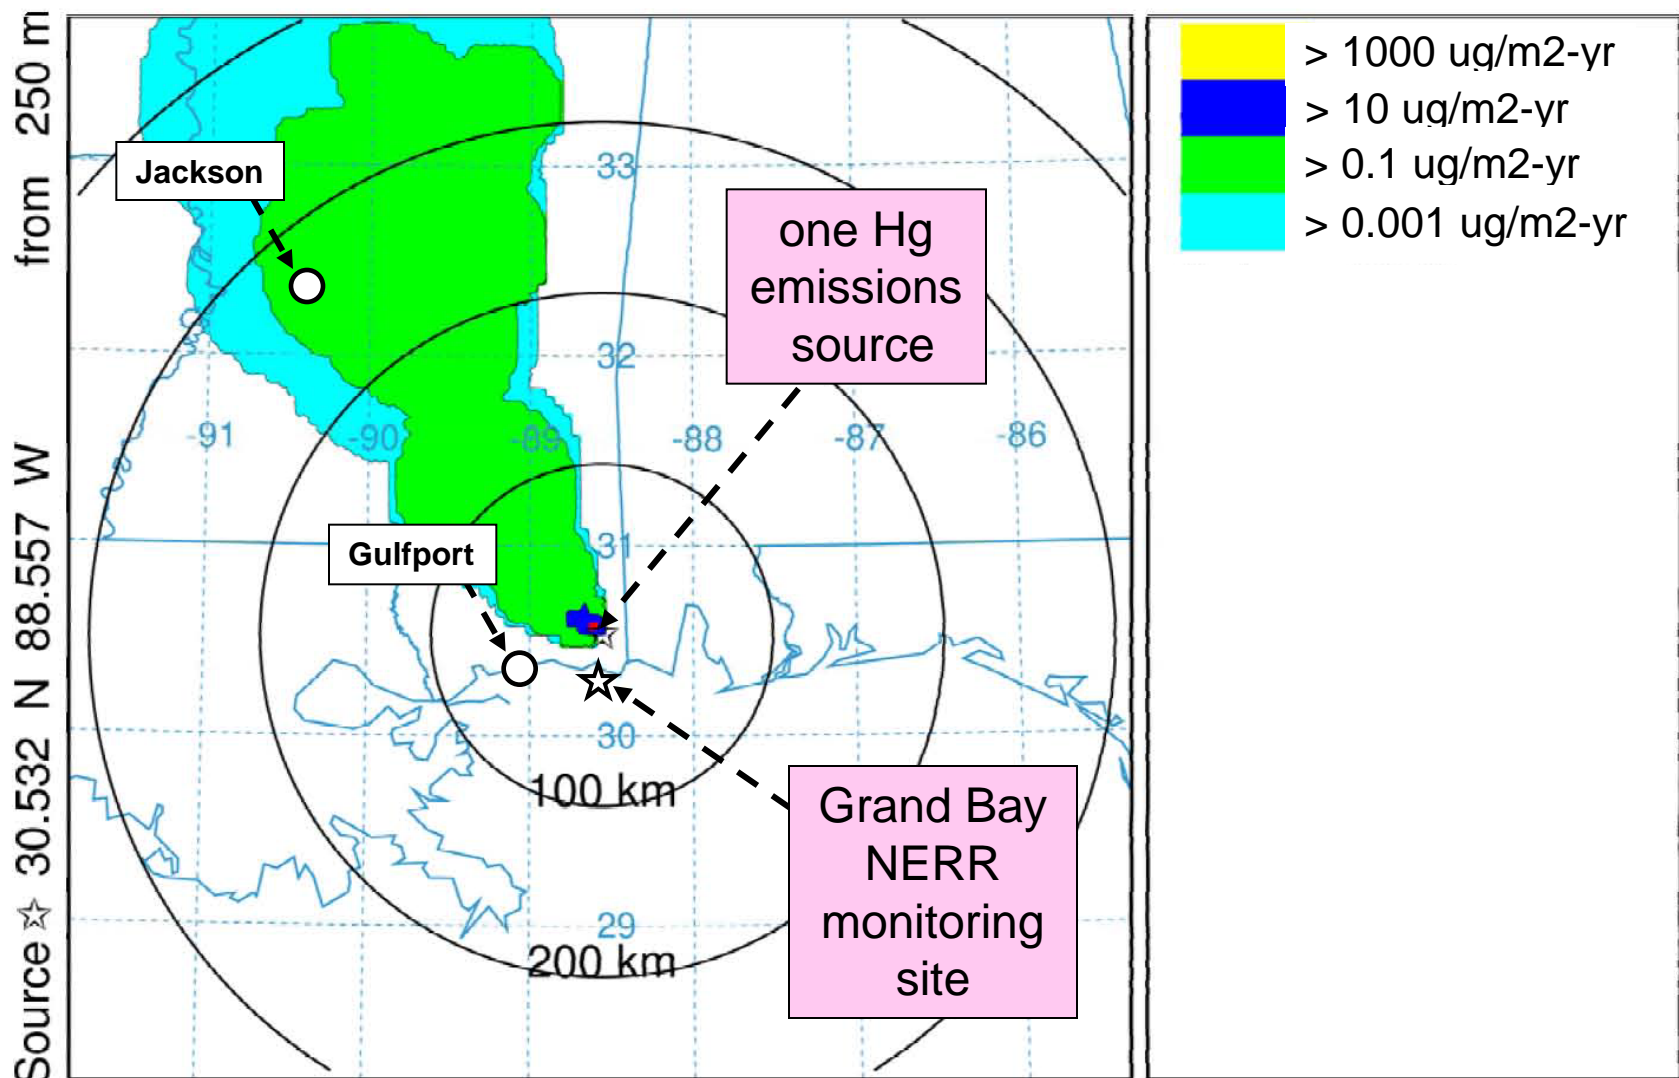 Source ☆ 30.532 N 88.557 W from 250 m
> 1000 ug/m2-yr
> 10 ug/m2-yr
> 0.1 ug/m2-yr
> 0.001 ug/m2-yr
Jackson
33
one Hg
emissions
source
32
-91
-90
-89
-88
-87
-86
Gulfport
31
30
100 km
Grand Bay
NERR
monitoring
site
29
200 km